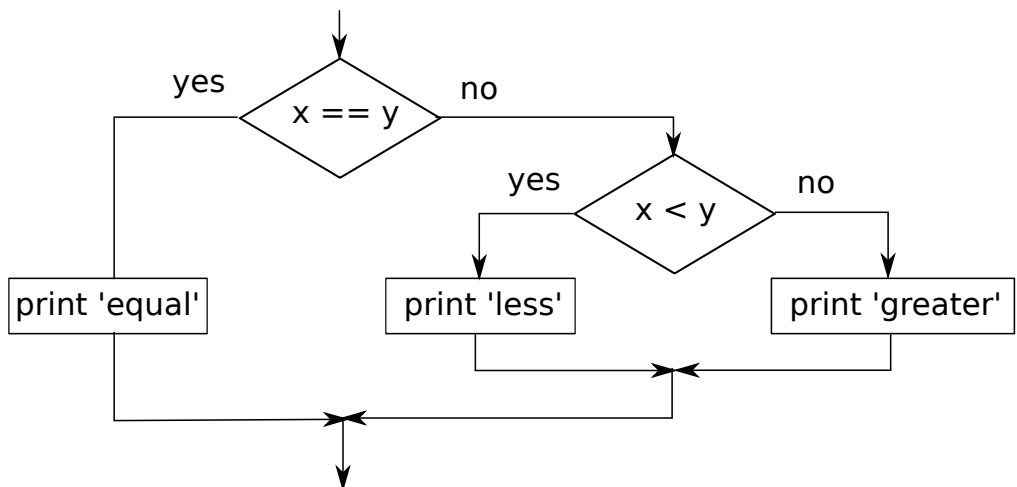 yes
no
x == y
yes
no
x < y
print 'equal'
print 'less'
print 'greater'